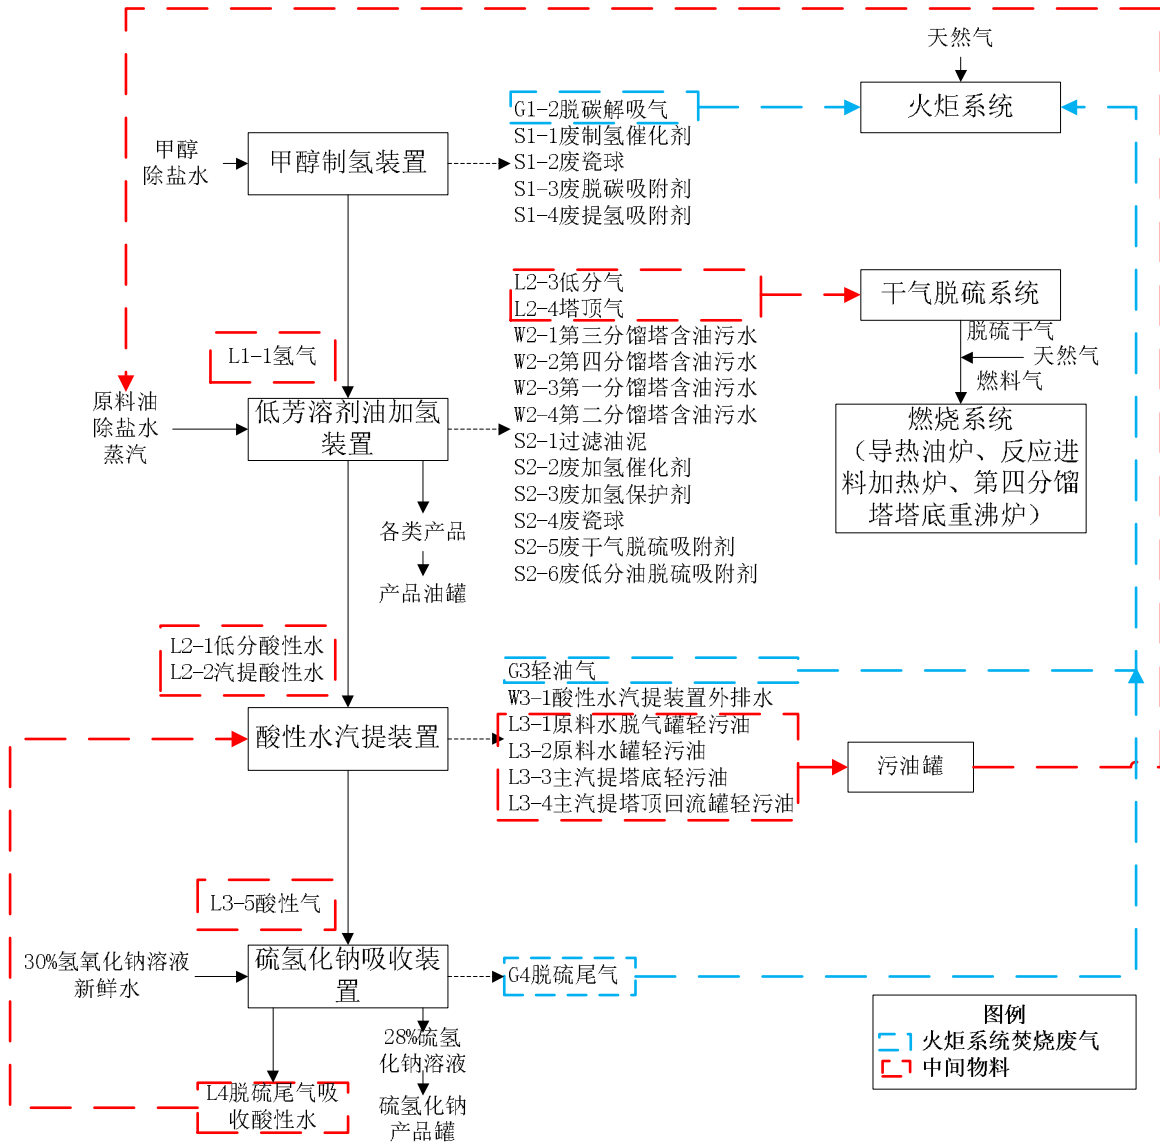 天然气
火炬系统
G1-2脱碳解吸气
S1-1废制氢催化剂
S1-2废瓷球
S1-3废脱碳吸附剂
S1-4废提氢吸附剂
甲醇
除盐水
甲醇制氢装置
L1-1氢气
L2-3低分气
L2-4塔顶气
W2-1第三分馏塔含油污水
W2-2第四分馏塔含油污水
W2-3第一分馏塔含油污水
W2-4第二分馏塔含油污水
S2-1过滤油泥
S2-2废加氢催化剂
S2-3废加氢保护剂
S2-4废瓷球
S2-5废干气脱硫吸附剂
S2-6废低分油脱硫吸附剂
干气脱硫系统
脱硫干气
天然气
燃料气
燃烧系统
（导热油炉、反应进
料加热炉、第四分馏
塔塔底重沸炉）
原料油
除盐水
蒸汽
低芳溶剂油加氢
装置
各类产品
产品油罐
L2-1低分酸性水
L2-2汽提酸性水
酸性水汽提装置
G3轻油气
W3-1酸性水汽提装置外排水
L3-1原料水脱气罐轻污油
L3-2原料水罐轻污油
L3-3主汽提塔底轻污油
L3-4主汽提塔顶回流罐轻污油
污油罐
L3-5酸性气
30%氢氧化钠溶液
新鲜水
硫氢化钠吸收装
置
G4脱硫尾气
28%硫氢
化钠溶液
硫氢化钠
产品罐
L4脱硫尾气吸
收酸性水
图例
火炬系统焚烧废气
中间物料